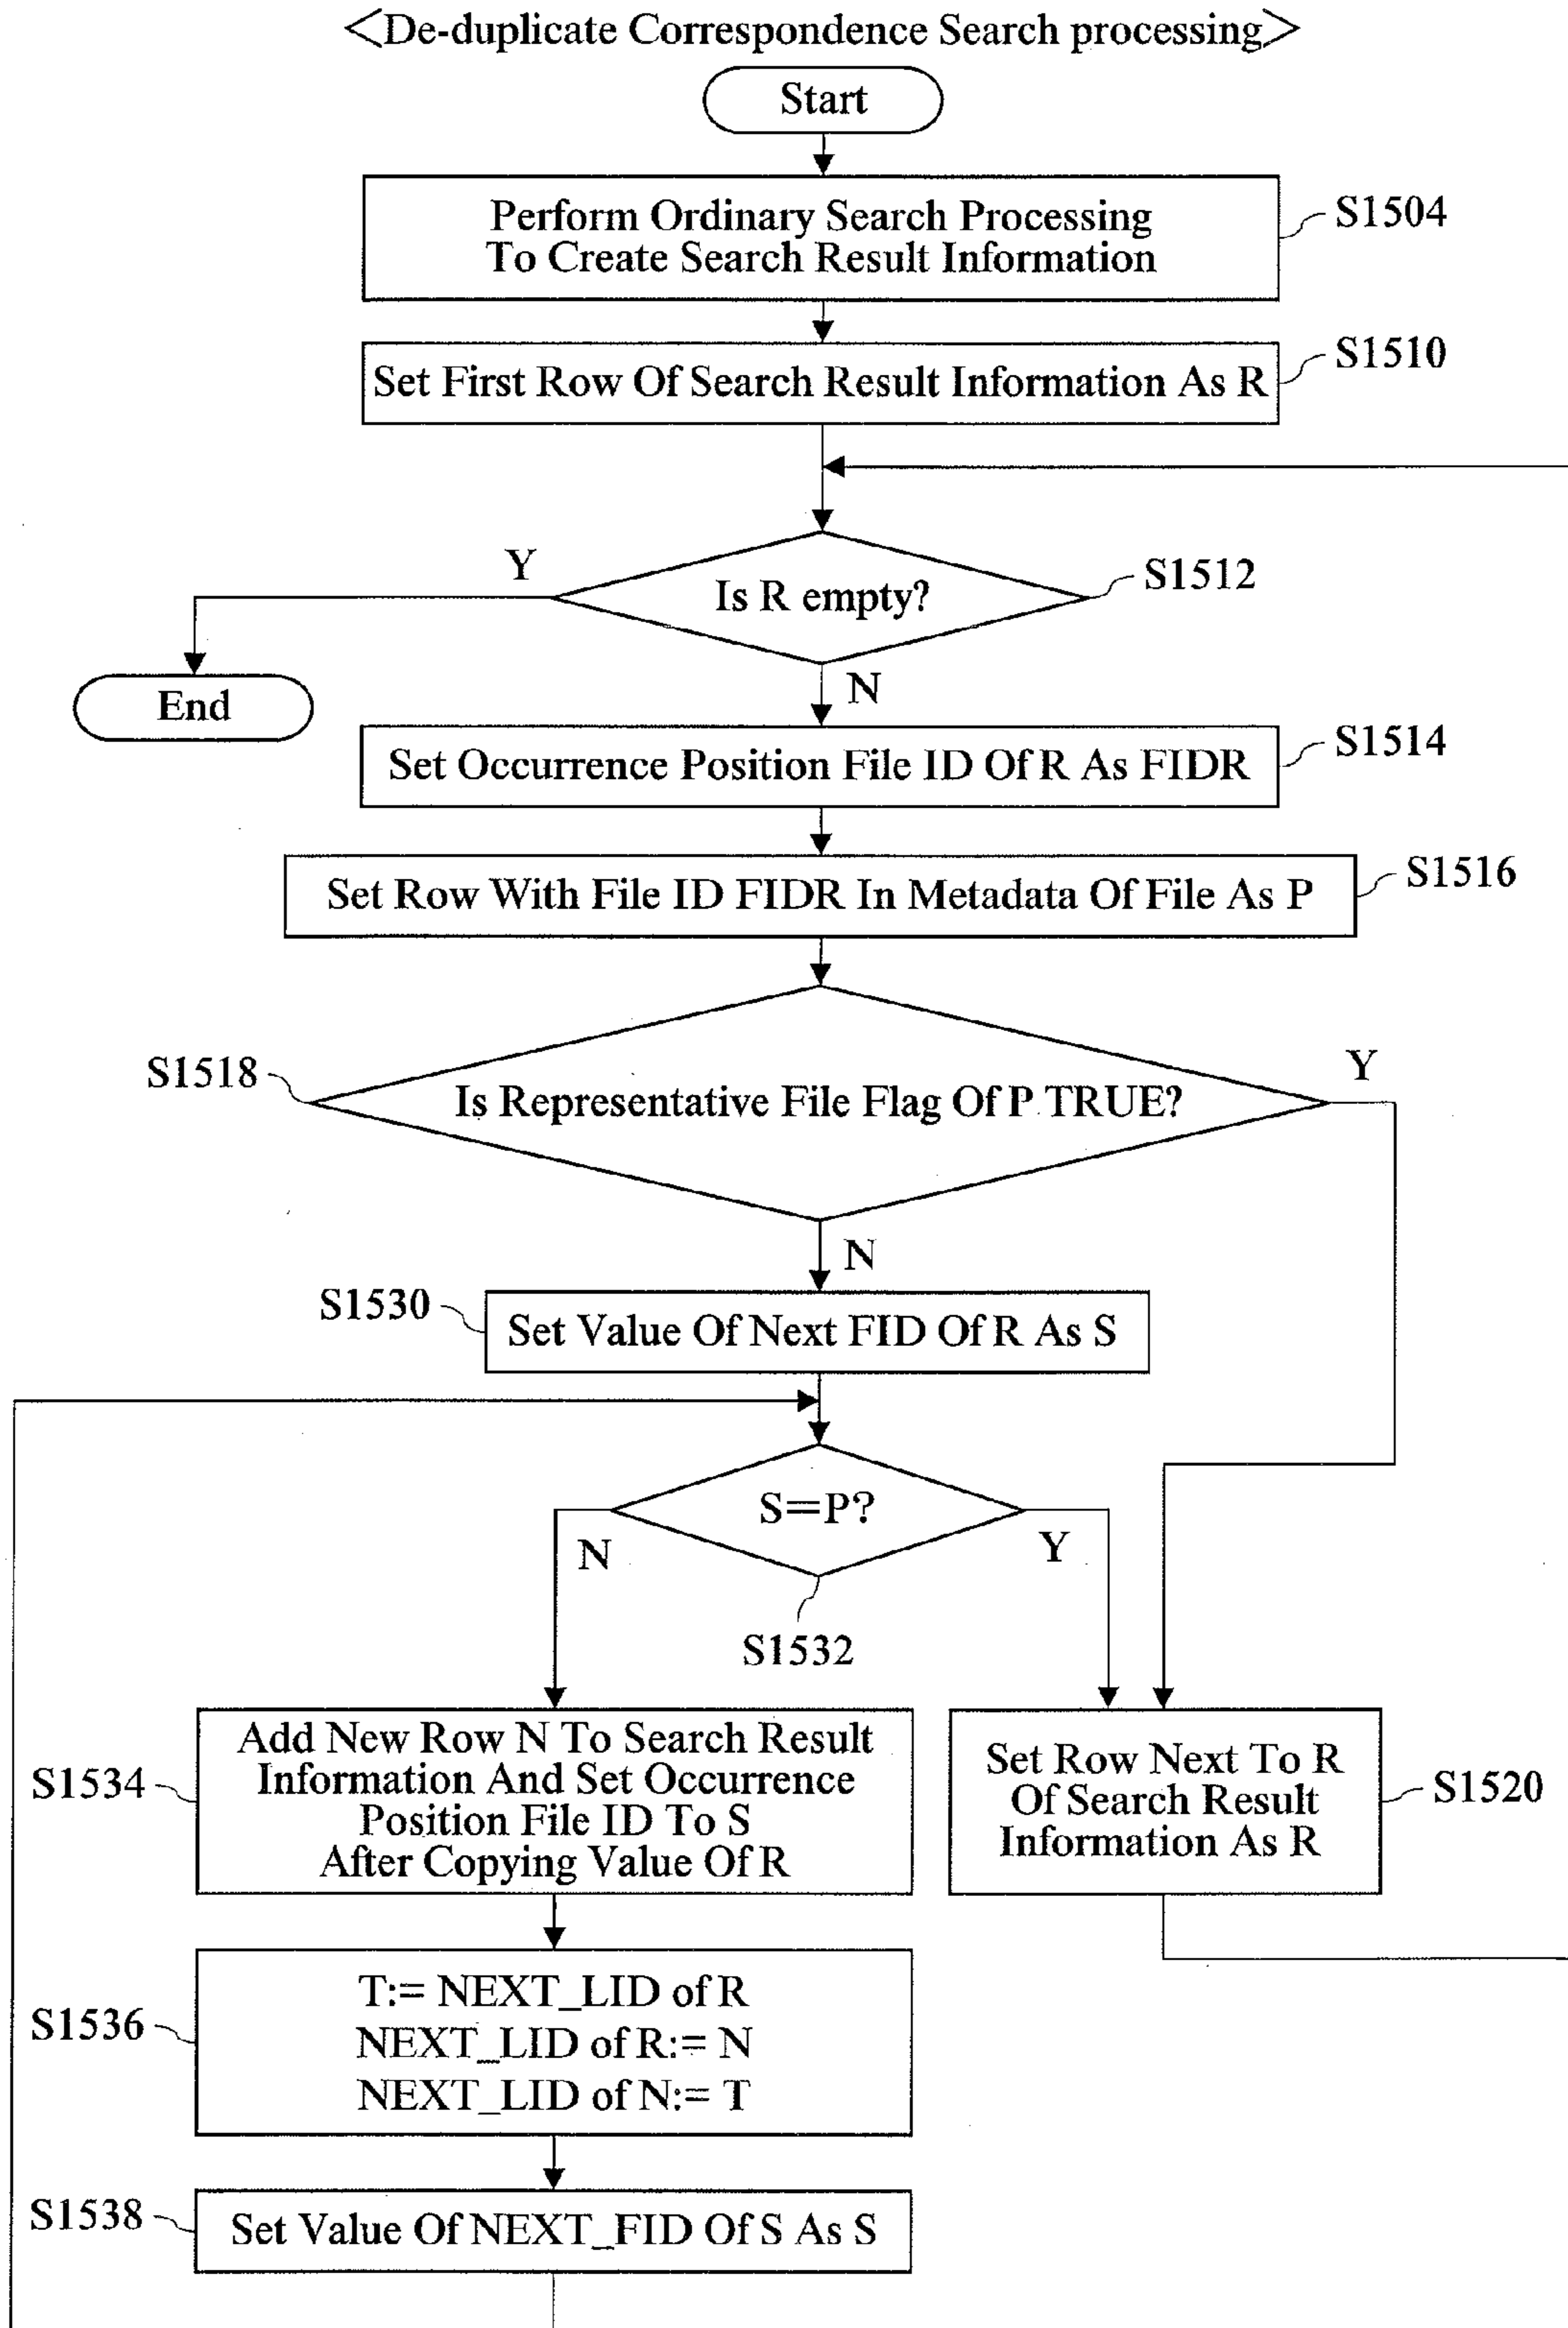 <De-duplicate Correspondence Search processing>
Start
Perform Ordinary Search Processing
To Create Search Result Information
S1504
Set First Row Of Search Result Information As R
S1510
Y
Is R empty?
S1512
End
N
Set Occurrence Position File ID Of R As FIDR
S1514
Set Row With File ID FIDR In Metadata Of File As P
S1516
S1518
Is Representative File Flag Of P TRUE?
Y
N
S1530
Set Value Of Next FID Of R As S
S=P?
N
Y
S1532
Add New Row N To Search Result
Information And Set Occurrence
Position File ID To S
After Copying Value Of R
S1534
Set Row Next To R
Of Search Result
Information As R
S1520
T:= NEXT_LID of R
NEXT_LID of R:= N
NEXT_LID of N:= T
S1536
S1538
Set Value Of NEXT_FID Of S As S